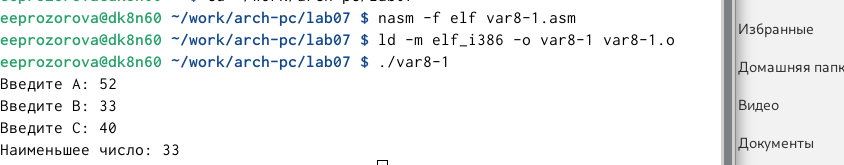 eeprozorova@dk8n60 ~/work/arch-pc/lab07 $ nasm -f elf var8-1.asm
eeprozorova@dk8n60 ~/work/arch-pc/lab07 $ ld -m elf_i386 -o var8-1 var8-1.o
eeprozorova@dk8n60 ~/work/arch-pc/lab07 $ ./var8-1
Введите A: 52
Введите B: 33
Введите C: 40
Наименьшее число: 33
Избранные
Домашняя папк
Видео
Документы